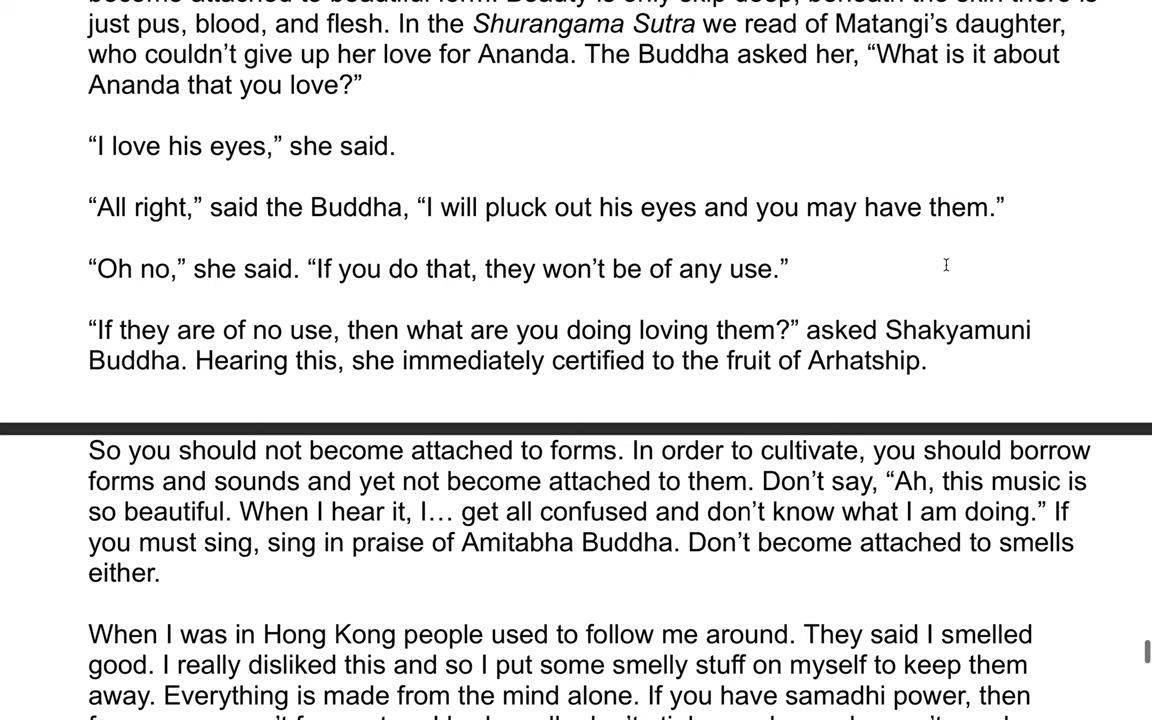 become attached to beautiful form. Beauty is only skip deep; beneath the skin there is
just pus, blood, and flesh. In the Shurangama Sutra we read of Matangi’s daughter,
who couldn’t give up her love for Ananda. The Buddha asked her, “What is it about
Ananda that you love?”
“I love his eyes,” she said.
“All right,” said the Buddha, “I will pluck out his eyes and you may have them.”
“Oh no,” she said. “If you do that, they won’t be of any use.”
“If they are of no use, then what are you doing loving them?” asked Shakyamuni
Buddha. Hearing this, she immediately certified to the fruit of Arhatship.
So you should not become attached to forms. In order to cultivate, you should borrow
forms and sounds and yet not become attached to them. Don’t say, “Ah, this music is
so beautiful. When I hear it, I… get all confused and don’t know what I am doing.” If
you must sing, sing in praise of Amitabha Buddha. Don’t become attached to smells
either.
When I was in Hong Kong people used to follow me around. They said I smelled
good. I really disliked this and so I put some smelly stuff on myself to keep them
away. Everything is made from the mind alone. If you have samadhi power, then